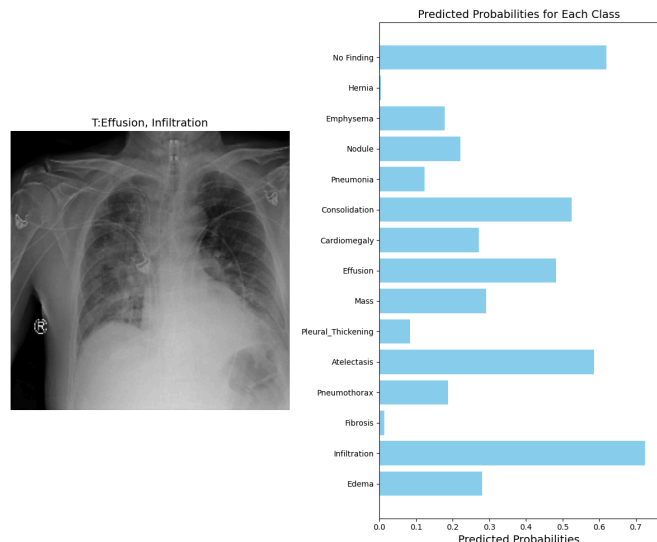 Predicted Probabilities for Each Class
T:Effusion, Infiltration
R
No Finding
Hernia
Emphysema
Nodule
Pneumonia
Consolidation
Cardiomegaly
Effusion
Mass
Pleural_Thickening
Atelectasis
Pneumothorax
Fibrosis
Infiltration
Edema
0.0 0.1 0.2 0.3 0.4 0.5 0.6 0.7
Predicted Probabilities